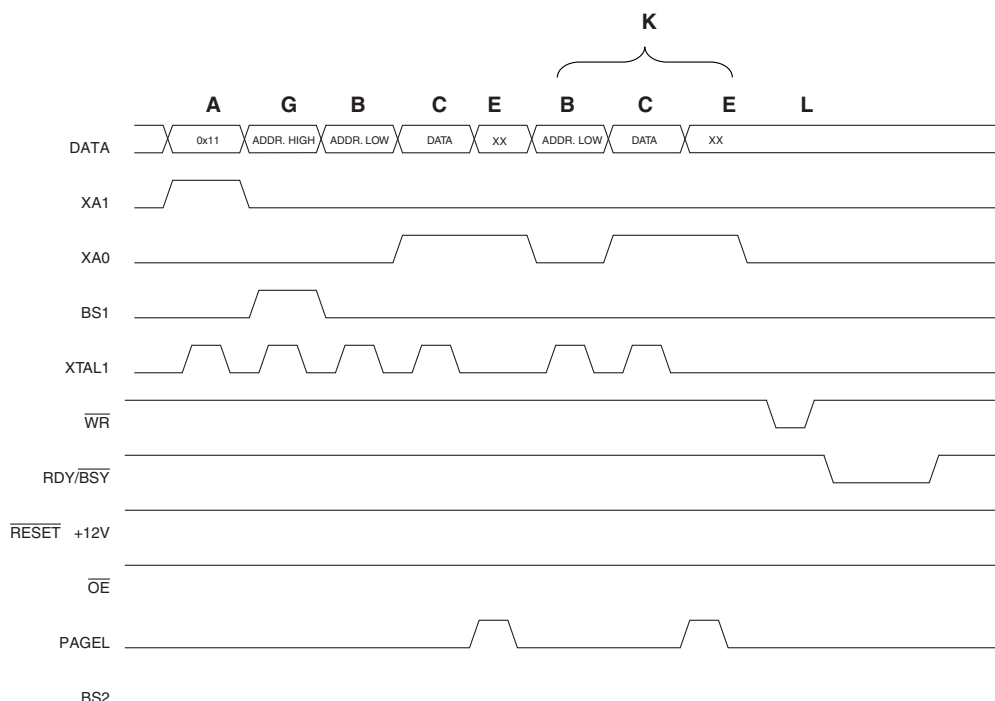 K
A G B C E B C E L
DATA 0x11 ADDR. HIGH ADDR. LOW DATA XX ADDR. LOW DATA XX
XA1
XA0
BS1
XTAL1
WR
RDY/BSY
RESET +12V
OE
PAGEL
BS2